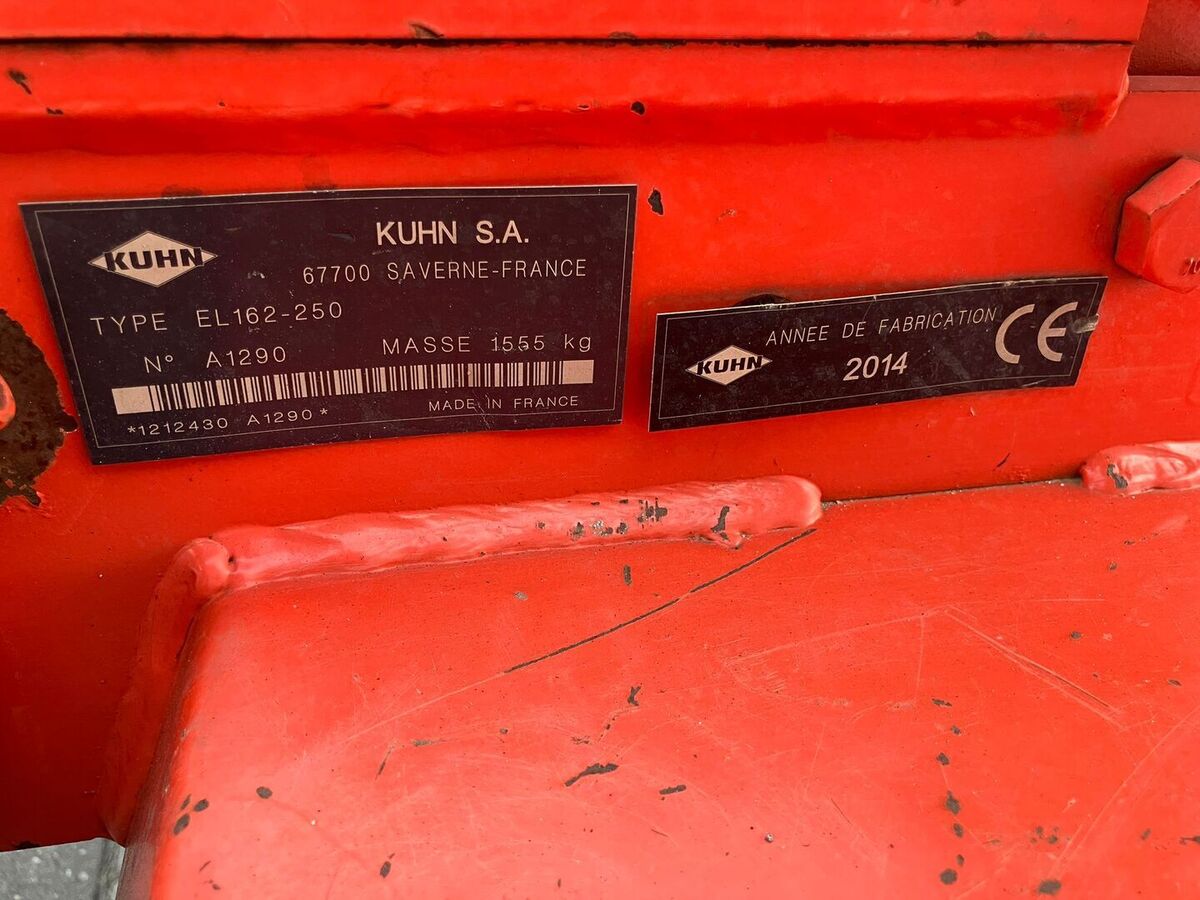 KUHN
KUHN S.A.
67700 SAVERNE-FRANCE
TYPE EL162-250
N° A1290 MASSE 1555 kg
*1212430 A1290*
MADE IN FRANCE
KUHN
ANNEE DE FABRICATION
2014
CE